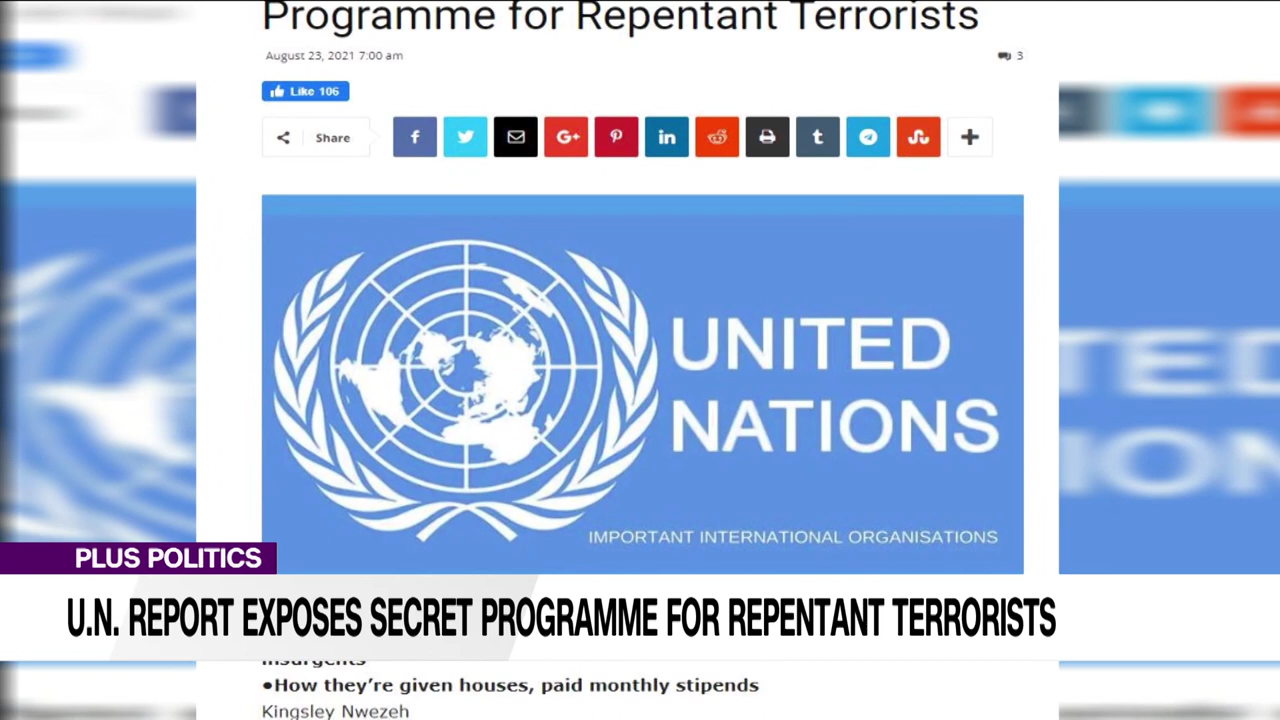 Programme for Repentant Terrorists
August 23, 2021 7:00 am
3
Like 106
Share
UNITED
NATIONS
IMPORTANT INTERNATIONAL ORGANISATIONS
PLUS POLITICS
U.N. REPORT EXPOSES SECRET PROGRAMME FOR REPENTANT TERRORISTS
insurgents
●How they're given houses, paid monthly stipends
Kingsley Nwezeh